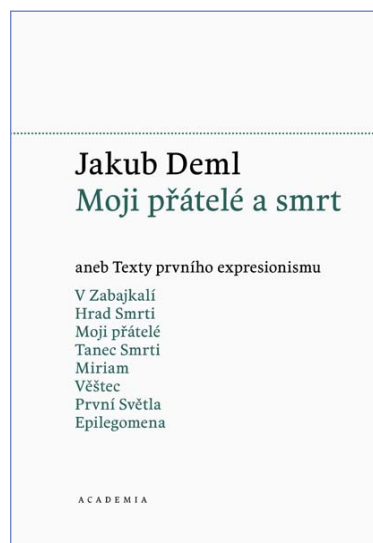 Jakub Deml
Moji přátelé a smrt
aneb Texty prvního expresionismu
V Zabajkalí
Hrad Smrti
Moji přátelé
Tanec Smrti
Miriam
Věštec
První Světla
Epilegomena
ACADEMIA